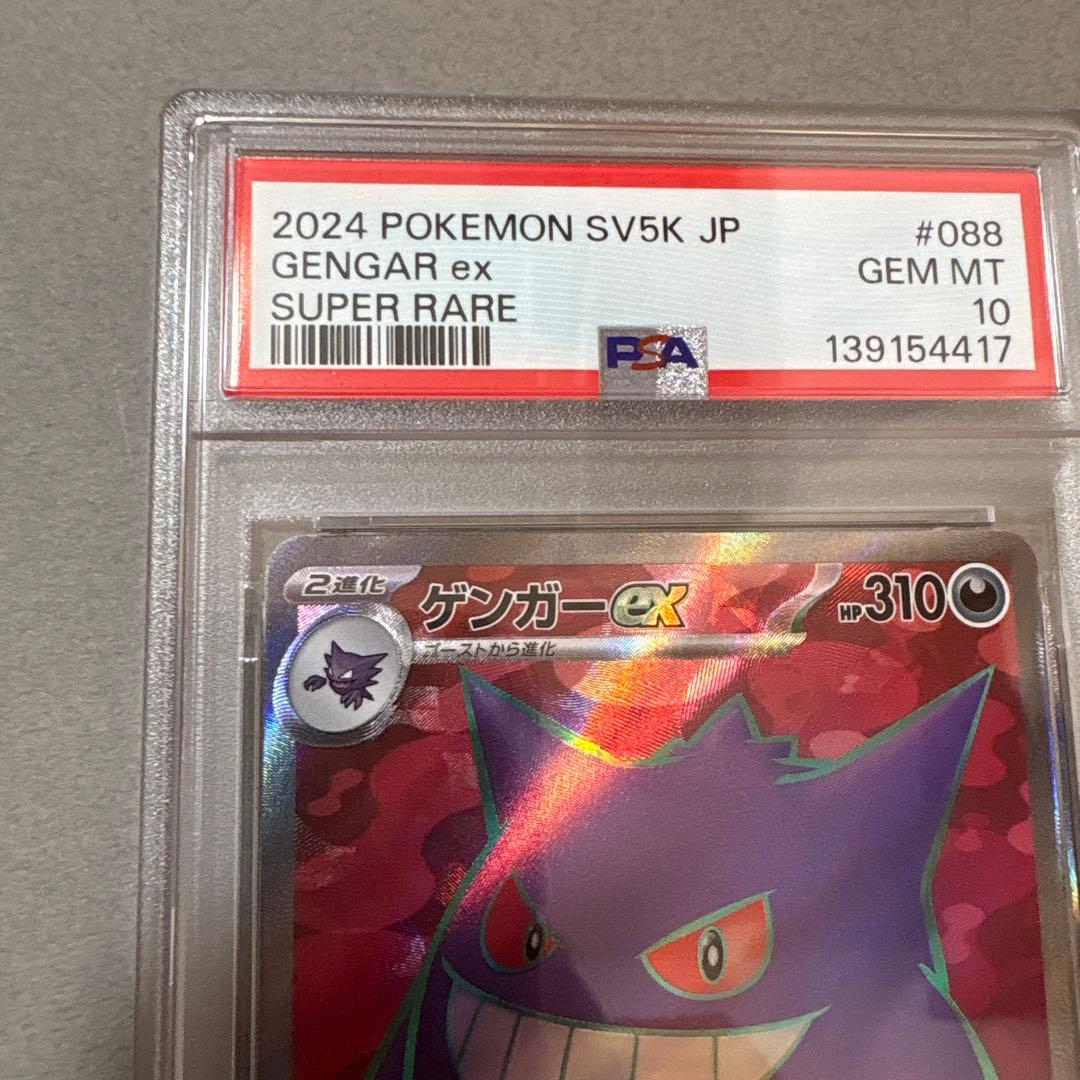 2024 POKEMON SV5K JP #088
GENGAR ex GEM MT
SUPER RARE 10
PSA 139154417
2進化 ゲンガーex HP310
ゴーストから進化